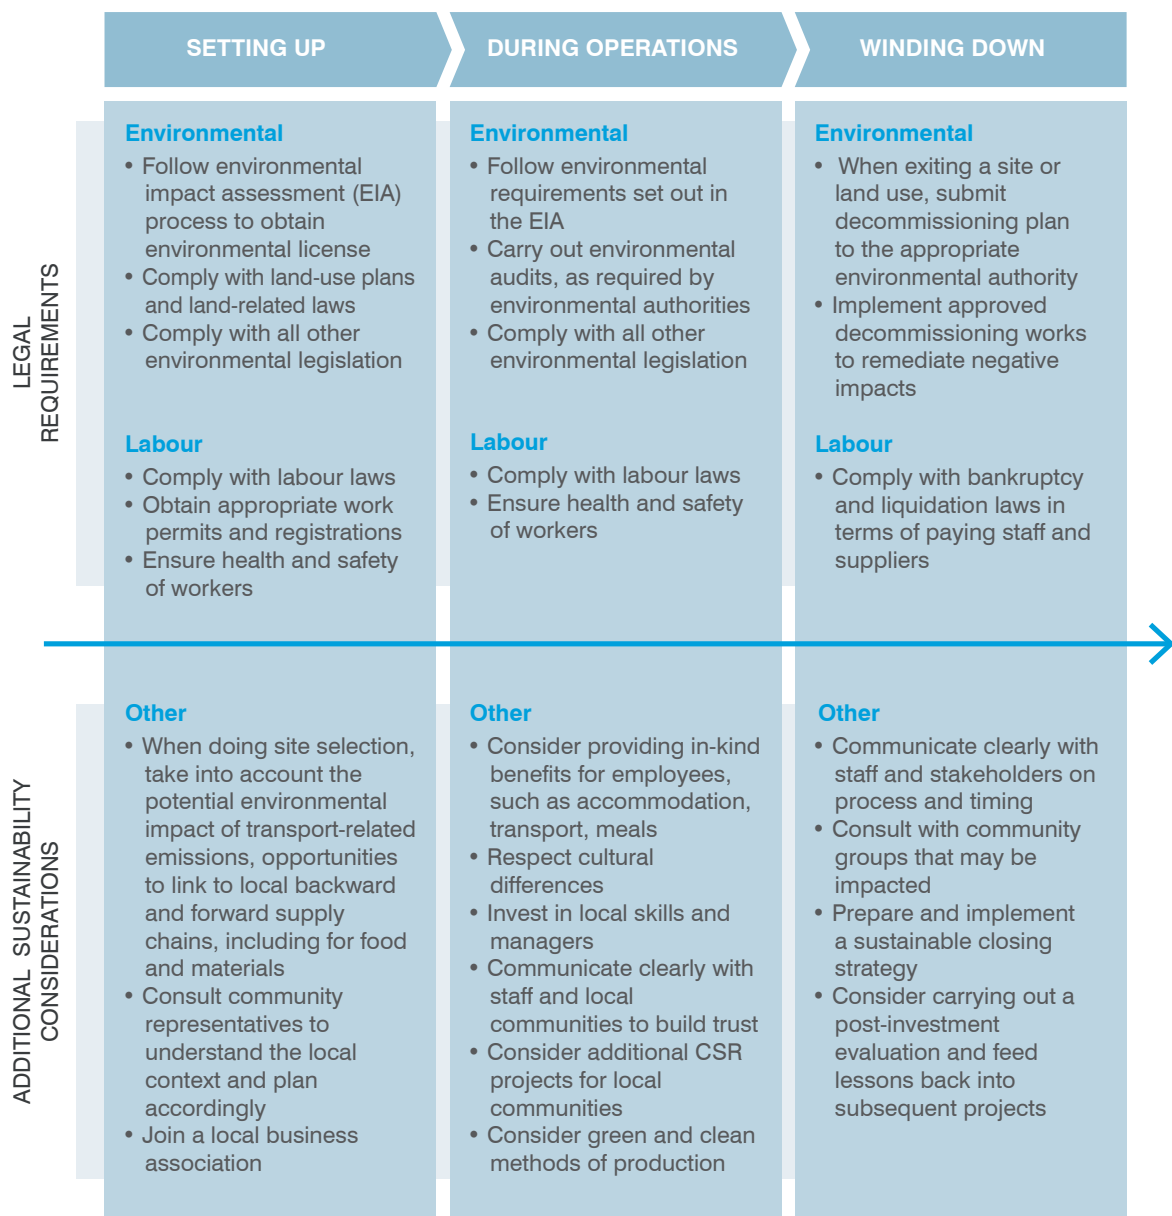 SETTING UP
DURING OPERATIONS
WINDING DOWN
LEGAL
REQUIREMENTS
Environmental
• Follow environmental
impact assessment (EIA)
process to obtain
environmental license
• Comply with land-use plans
and land-related laws
• Comply with all other
environmental legislation
Labour
• Comply with labour laws
• Obtain appropriate work
permits and registrations
• Ensure health and safety
of workers
Environmental
• Follow environmental
requirements set out in
the EIA
• Carry out environmental
audits, as required by
environmental authorities
• Comply with all other
environmental legislation
Labour
• Comply with labour laws
• Ensure health and safety
of workers
Environmental
• When exiting a site or
land use, submit
decommissioning plan
to the appropriate
environmental authority
• Implement approved
decommissioning works
to remediate negative
impacts
Labour
• Comply with bankruptcy
and liquidation laws in
terms of paying staff and
suppliers
ADDITIONAL SUSTAINABILITY
CONSIDERATIONS
Other
• When doing site selection,
take into account the
potential environmental
impact of transport-related
emissions, opportunities
to link to local backward
and forward supply
chains, including for food
and materials
• Consult community
representatives to
understand the local
context and plan
accordingly
• Join a local business
association
Other
• Consider providing in-kind
benefits for employees,
such as accommodation,
transport, meals
• Respect cultural
differences
• Invest in local skills and
managers
• Communicate clearly with
staff and local
communities to build trust
• Consider additional CSR
projects for local
communities
• Consider green and clean
methods of production
Other
• Communicate clearly with
staff and stakeholders on
process and timing
• Consult with community
groups that may be
impacted
• Prepare and implement
a sustainable closing
strategy
• Consider carrying out a
post-investment
evaluation and feed
lessons back into
subsequent projects